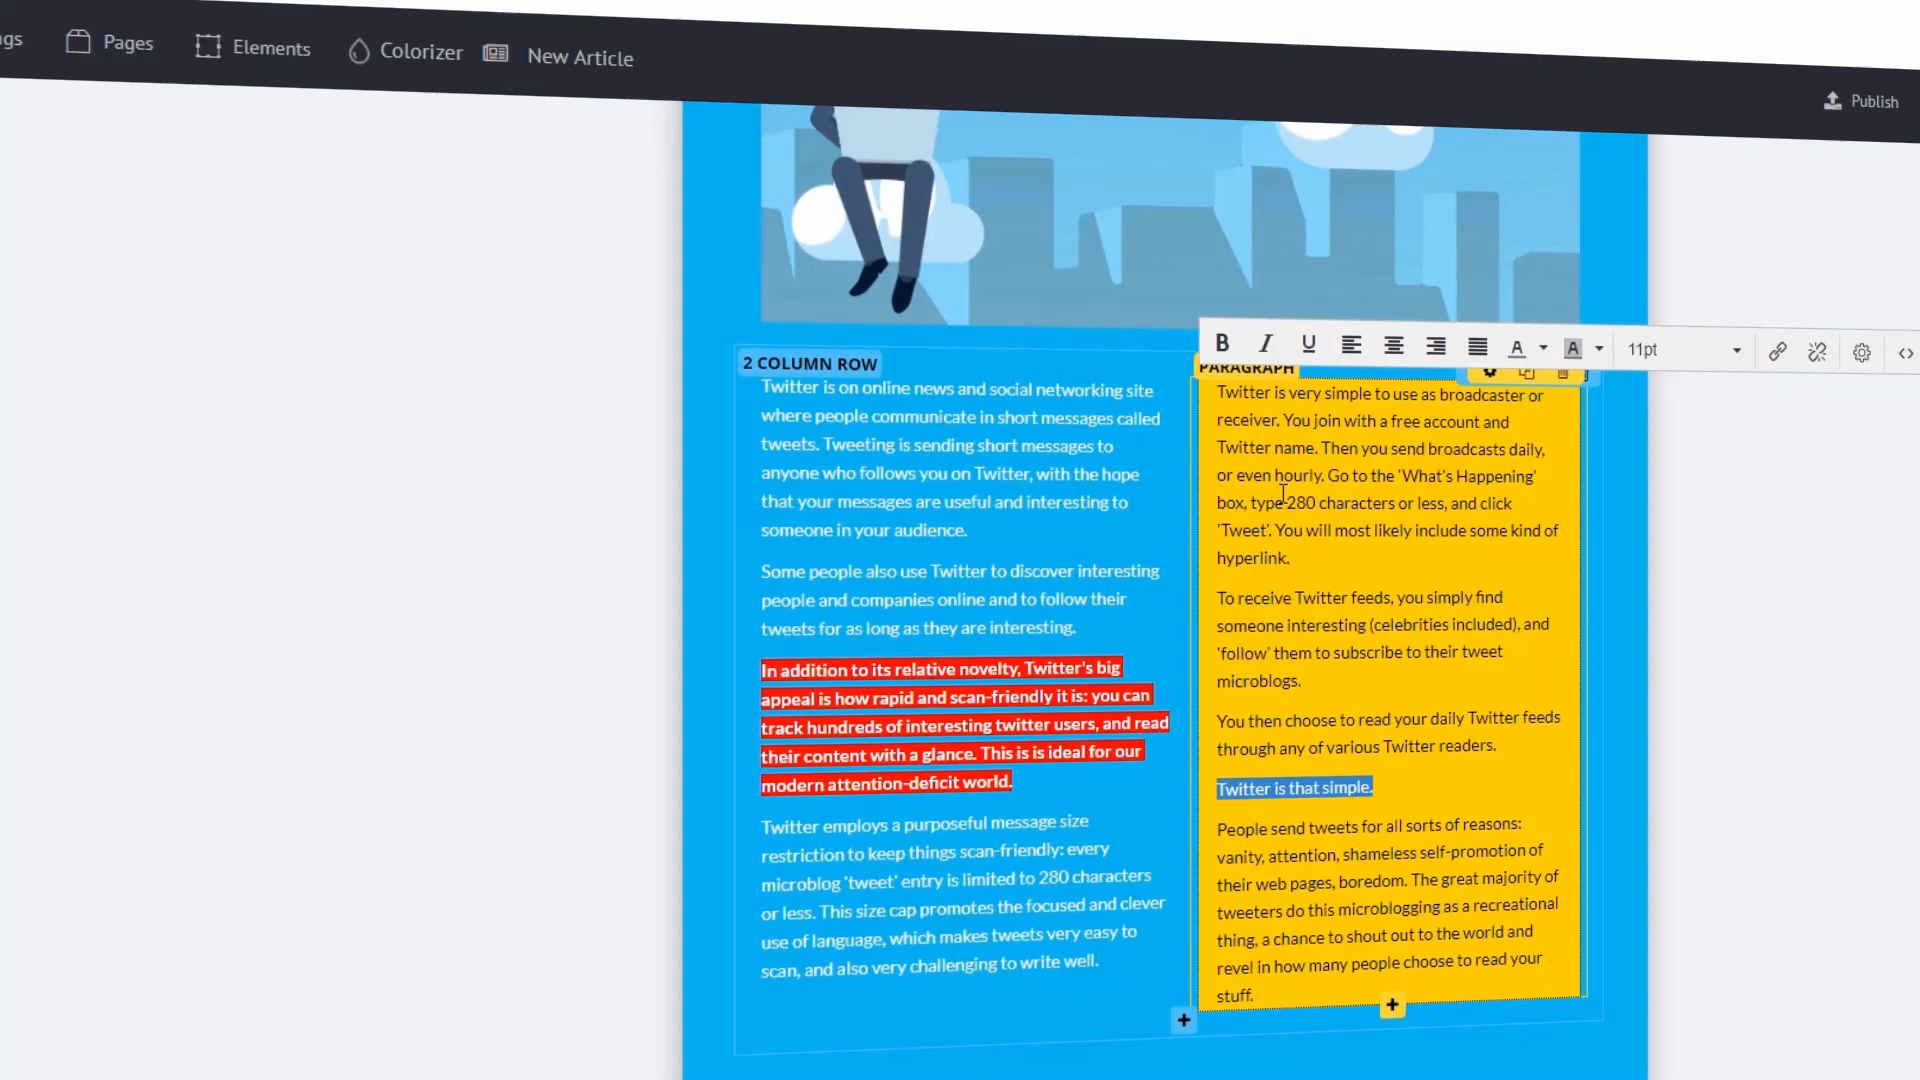 gs
Pages
Elements
Colorizer
New Article
Publish
B I U A A 11pt
2 COLUMN ROW
Twitter is on online news and social networking site
where people communicate in short messages called
tweets. Tweeting is sending short messages to
anyone who follows you on Twitter, with the hope
that your messages are useful and interesting to
someone in your audience.
Some people also use Twitter to discover interesting
people and companies online and to follow their
tweets for as long as they are interesting.
In addition to its relative novelty, Twitter's big
appeal is how rapid and scan-friendly it is: you can
track hundreds of interesting twitter users, and read
their content with a glance. This is is ideal for our
modern attention-deficit world.
Twitter employs a purposeful message size
restriction to keep things scan-friendly: every
microblog 'tweet' entry is limited to 280 characters
or less. This size cap promotes the focused and clever
use of language, which makes tweets very easy to
scan, and also very challenging to write well.
PARAGRAPH
Twitter is very simple to use as broadcaster or
receiver. You join with a free account and
Twitter name. Then you send broadcasts daily,
or even hourly. Go to the 'What's Happening'
box, type 280 characters or less, and click
'Tweet'. You will most likely include some kind of
hyperlink.
To receive Twitter feeds, you simply find
someone interesting (celebrities included), and
'follow' them to subscribe to their tweet
microblogs.
You then choose to read your daily Twitter feeds
through any of various Twitter readers.
Twitter is that simple.
People send tweets for all sorts of reasons:
vanity, attention, shameless self-promotion of
their web pages, boredom. The great majority of
tweeters do this microblogging as a recreational
thing, a chance to shout out to the world and
revel in how many people choose to read your
stuff.